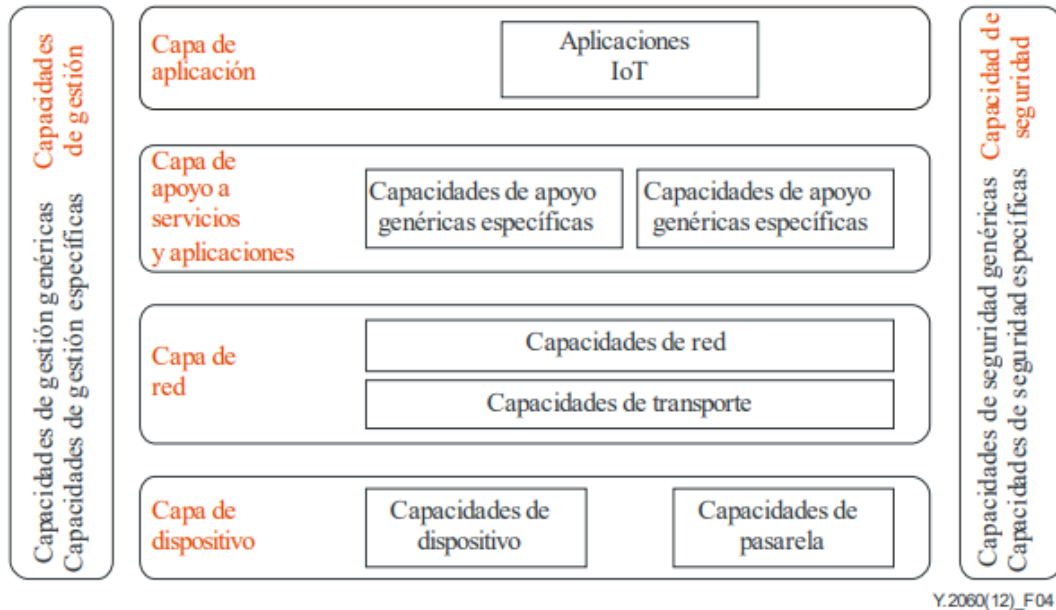 Capacidades
de gestión
Capacidades de gestión genéricas
Capacidades de gestión específicas
Capa de
aplicación
Aplicaciones
IoT
Capa de
apoyo a
servicios
y aplicaciones
Capacidades de apoyo
genéricas específicas
Capacidades de apoyo
genéricas específicas
Capa de
red
Capacidades de red
Capacidades de transporte
Capa de
dispositivo
Capacidades de
dispositivo
Capacidades de
pasarela
Capacidad de
seguridad
Capacidades de seguridad genéricas
Capacidades de seguridad específicas
Y.2060(12)_F04